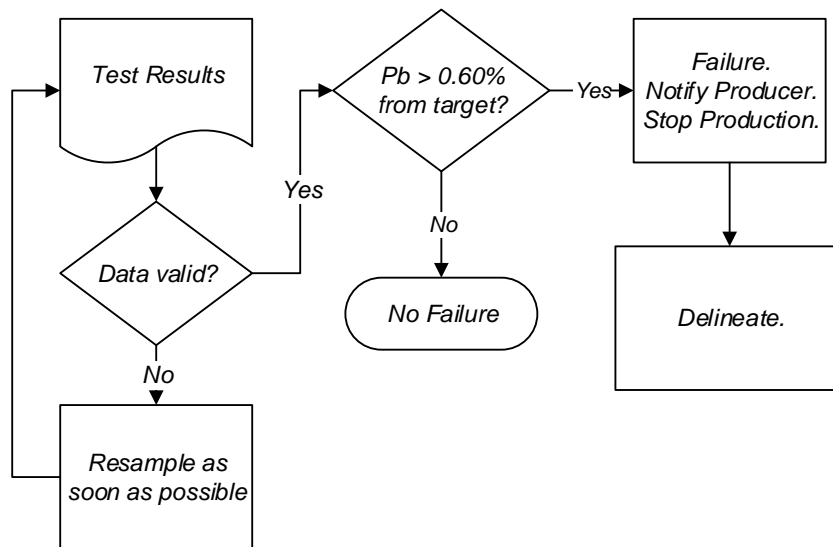 Test Results
Data valid?
No
Resample as
soon as possible
Yes
Pb > 0.60%
from target?
No
No Failure
Yes
Failure.
Notify Producer.
Stop Production.
Delineate.